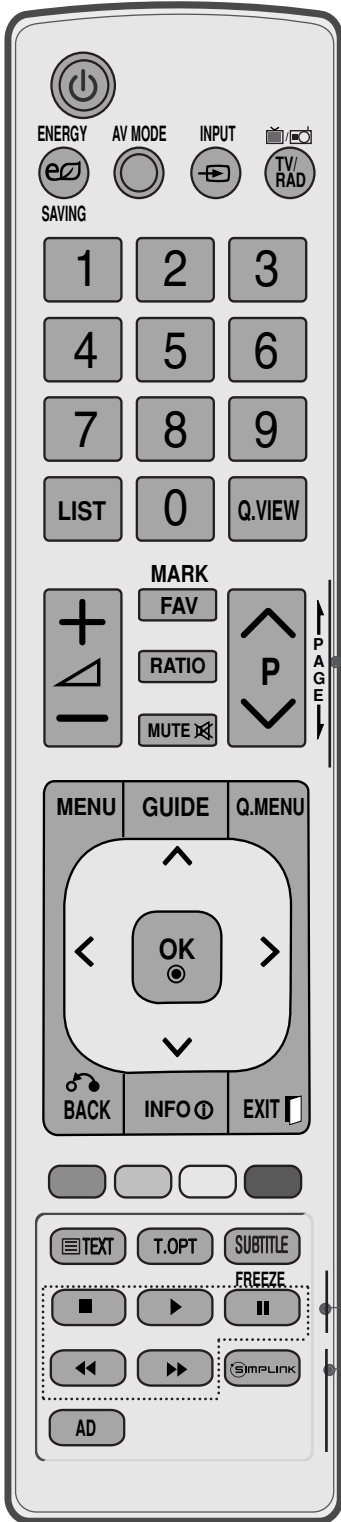 ENERGY AV MODE INPUT
TV/
RAD
SAVING
1 2 3
4 5 6
7 8 9
LIST 0 Q.VIEW
MARK
FAV
RATIO
MUTE
P
PAGE
MENU GUIDE Q.MENU
OK
BACK INFO EXIT
TEXT T.OPT SUBTITLE
FREEZE
SIMPLINK
AD